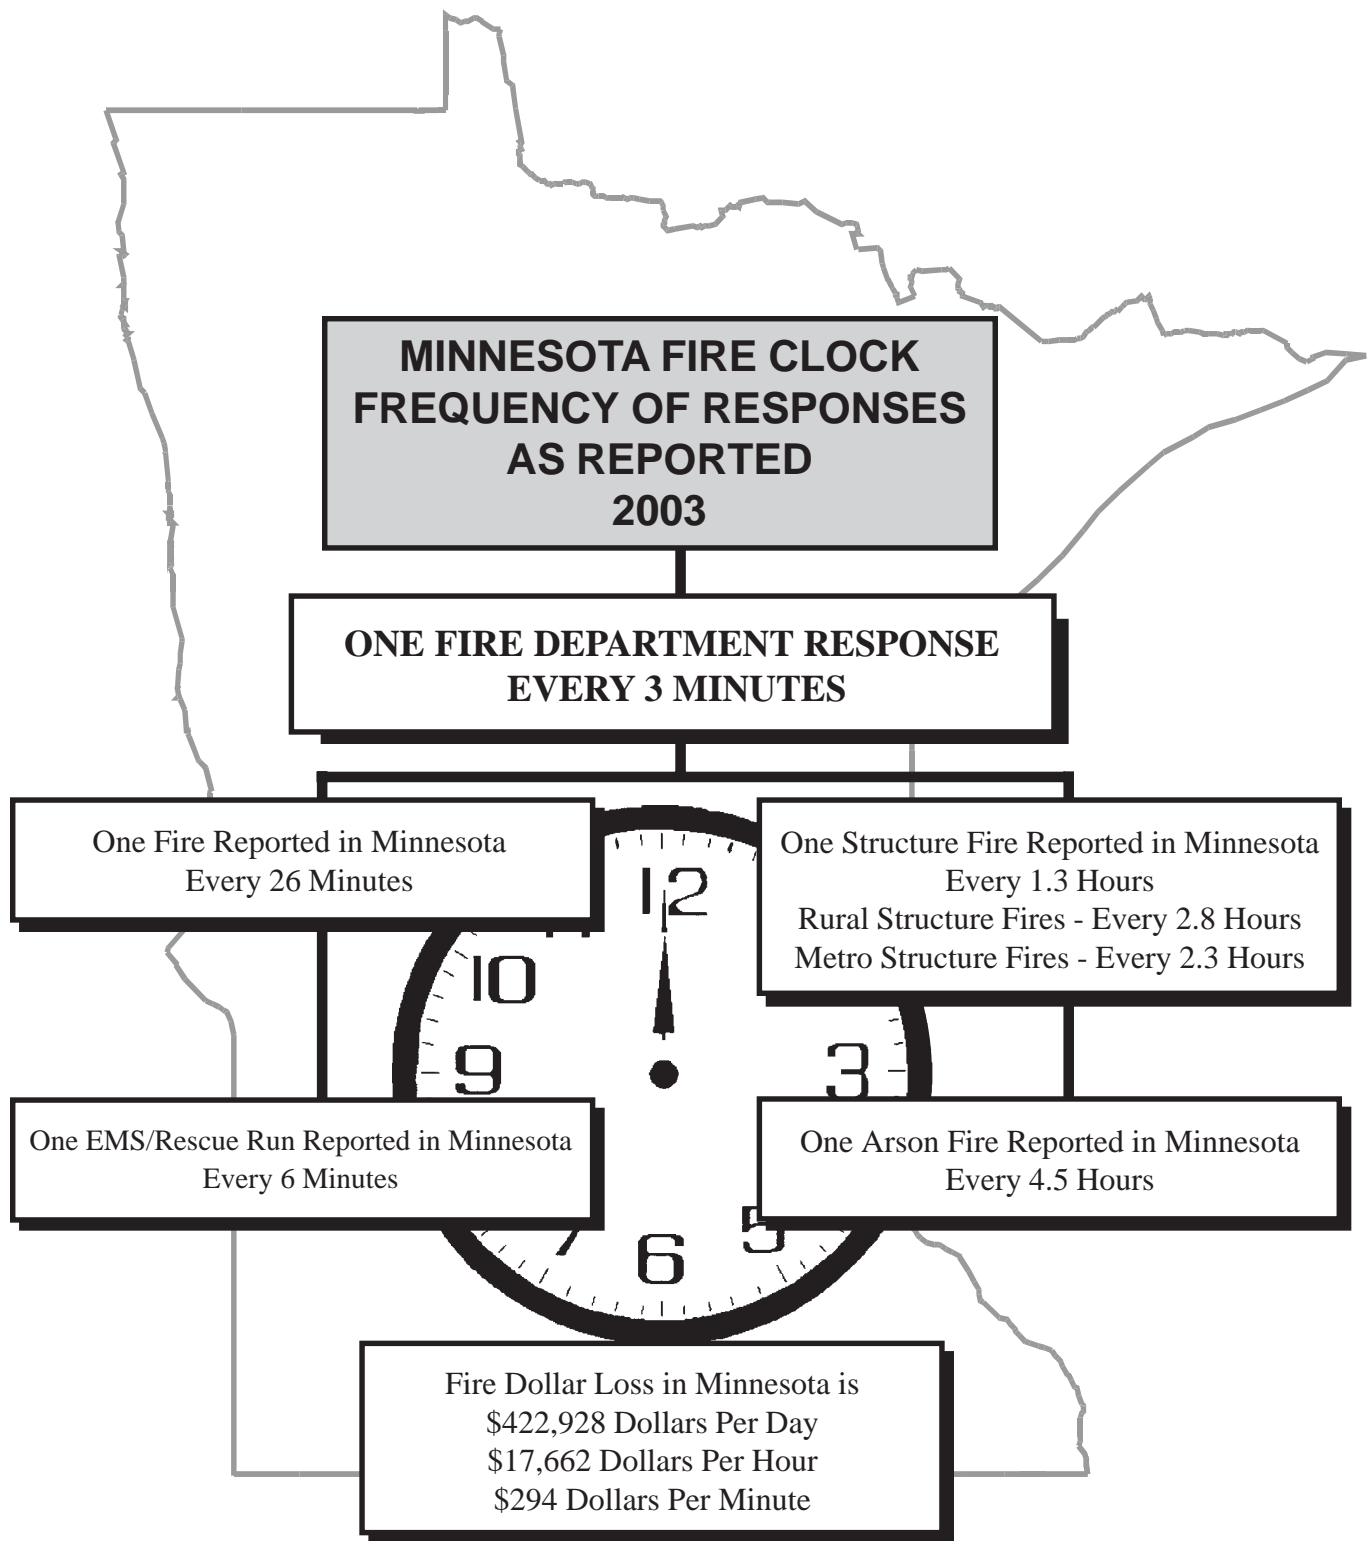 MINNESOTA FIRE CLOCK
FREQUENCY OF RESPONSES
AS REPORTED
2003
ONE FIRE DEPARTMENT RESPONSE
EVERY 3 MINUTES
One Fire Reported in Minnesota
Every 26 Minutes
One Structure Fire Reported in Minnesota
Every 1.3 Hours
Rural Structure Fires - Every 2.8 Hours
Metro Structure Fires - Every 2.3 Hours
12
10
9
3
One EMS/Rescue Run Reported in Minnesota
Every 6 Minutes
One Arson Fire Reported in Minnesota
Every 4.5 Hours
7
6
5
Fire Dollar Loss in Minnesota is
$422,928 Dollars Per Day
$17,662 Dollars Per Hour
$294 Dollars Per Minute